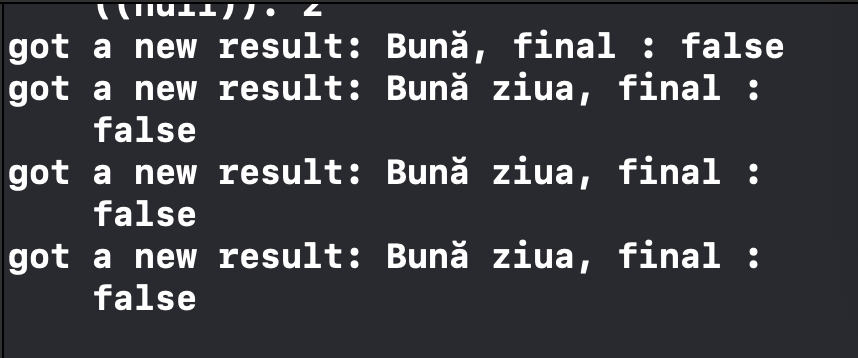 ((null)): 2
got a new result: Bună, final : false
got a new result: Bună ziua, final :
false
got a new result: Bună ziua, final :
false
got a new result: Bună ziua, final :
false